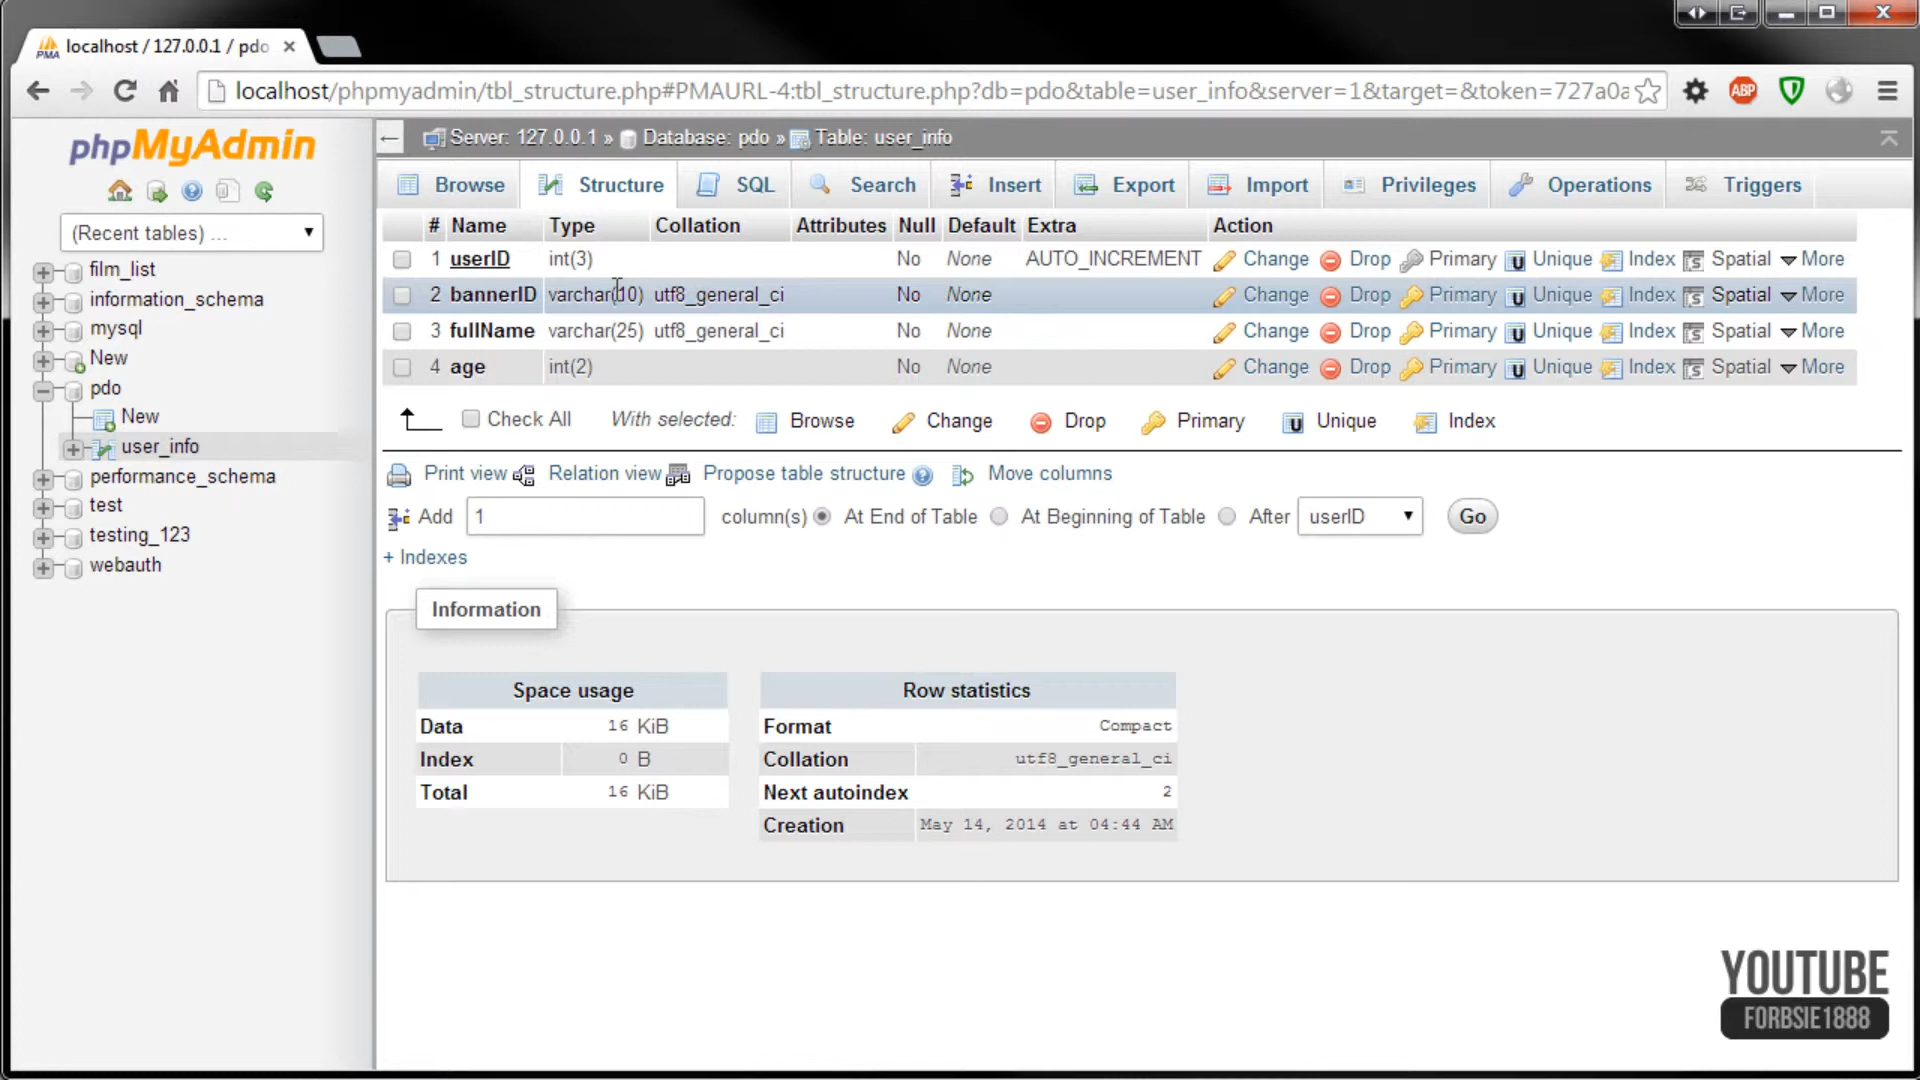 localhost / 127.0.0.1 / pdo
localhost/phpmyadmin/tbl_structure.php#PMAURL-4:tbl_structure.php?db=pdo&table=user_info&server=1&target=&token=727a0a
ABP
phpMyAdmin
(Recent tables) ...
film_list
information_schema
mysql
New
pdo
New
user_info
performance_schema
test
testing_123
webauth
Server: 127.0.0.1 » Database: pdo » Table: user_info
Browse Structure SQL Search Insert Export Import Privileges Operations Triggers
# Name Type Collation Attributes Null Default Extra Action
1 userID int(3) No None AUTO_INCREMENT Change Drop Primary Unique Index Spatial More
2 bannerID varchar(10) utf8_general_ci No None Change Drop Primary Unique Index Spatial More
3 fullName varchar(25) utf8_general_ci No None Change Drop Primary Unique Index Spatial More
4 age int(2) No None Change Drop Primary Unique Index Spatial More
Check All With selected: Browse Change Drop Primary Unique Index
Print view Relation view Propose table structure Move columns
Add 1 column(s) At End of Table At Beginning of Table After userID Go
+ Indexes
Information
Space usage
Data 16 KiB
Index 0 B
Total 16 KiB
Row statistics
Format Compact
Collation utf8_general_ci
Next autoindex 2
Creation May 14, 2014 at 04:44 AM
YOUTUBE
FORBSIE1888